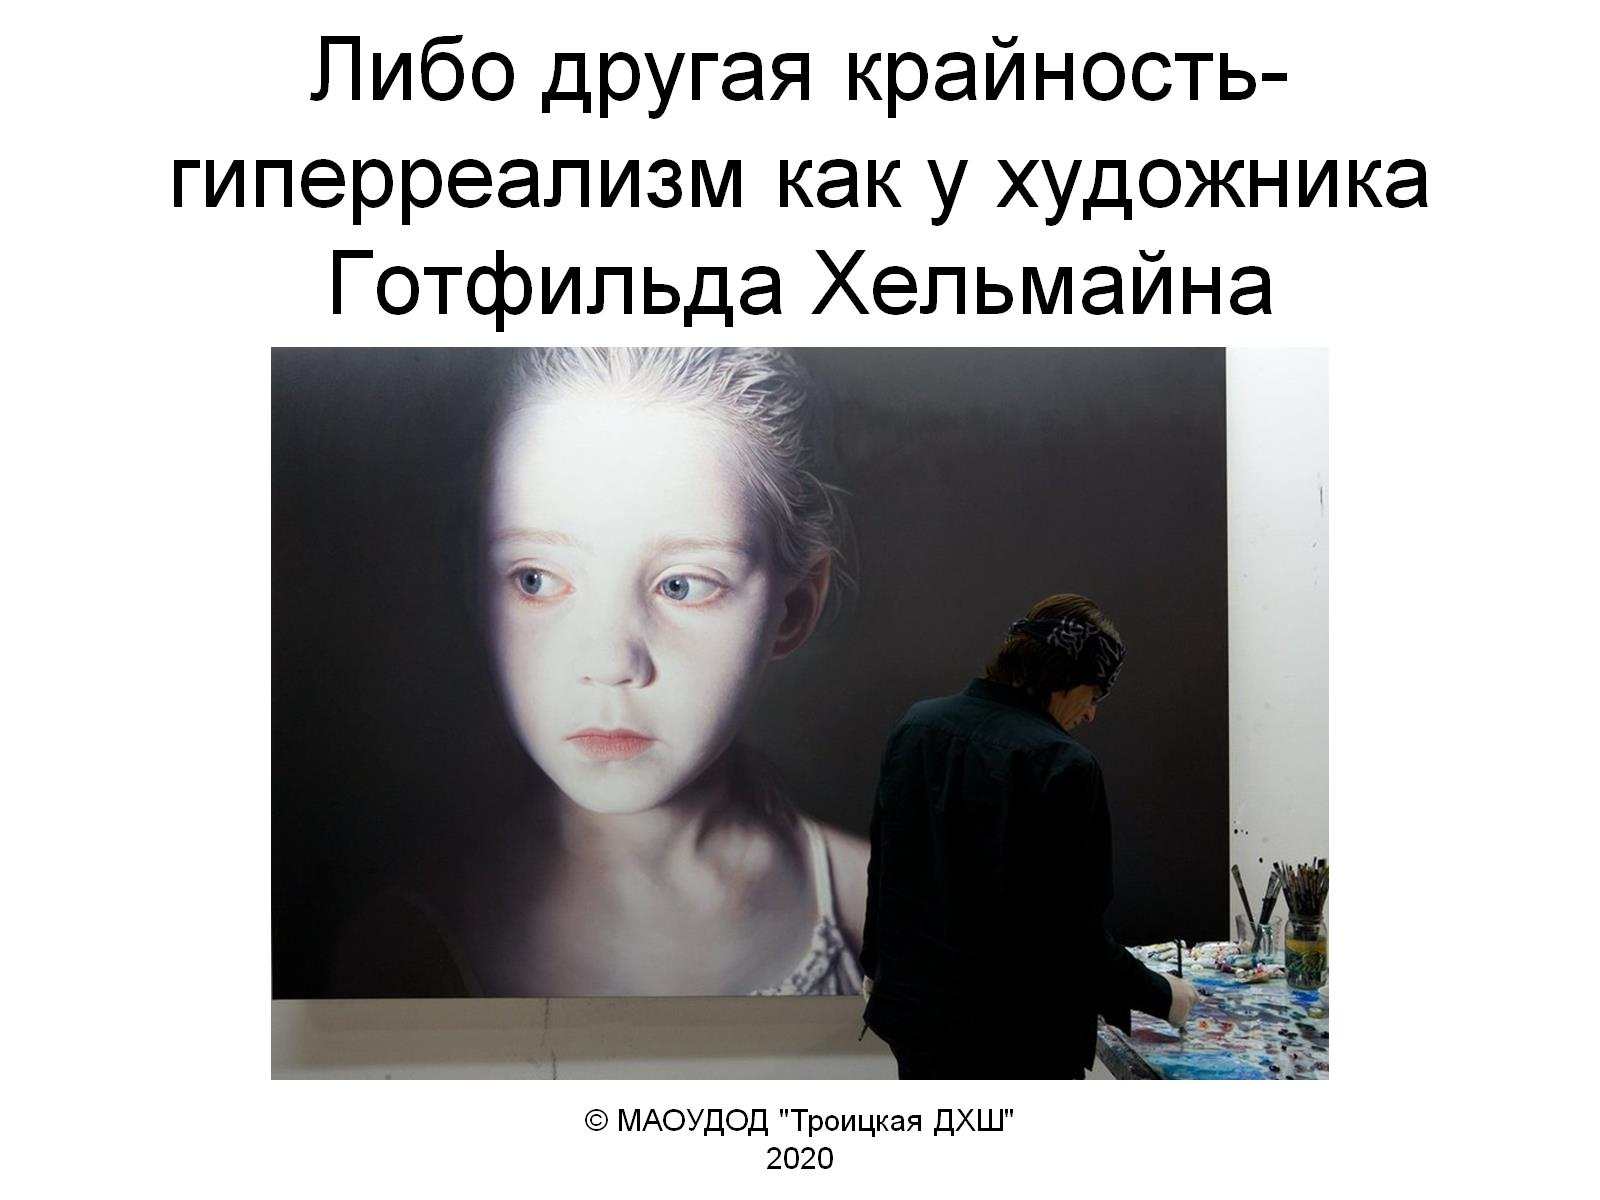 Либо другая крайность-
гиперреализм как у художника
Готфильда Хельмайна
© МАОУДОД "Троицкая ДХШ"
2020